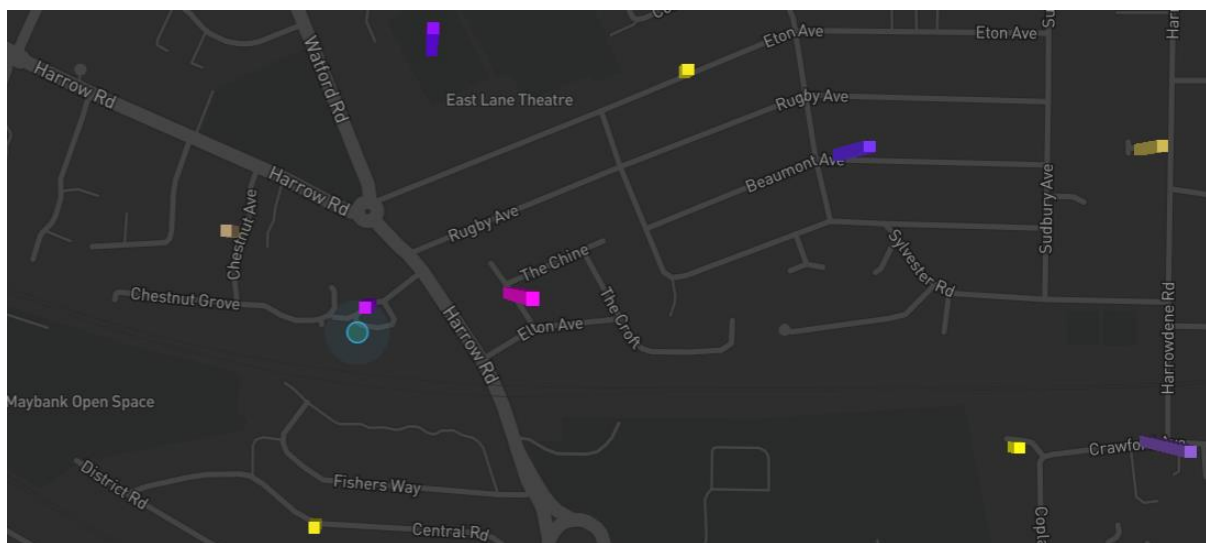 Eton Ave
Eton Ave
Watford Rd
Harrow Rd
East Lane Theatre
Rugby Ave
Beaumont Ave
Harrow Rd
Rugby Ave
Chestnut Ave
Sudbury Ave
The Chine
Sylvester Rd
Chestnut Grove
The Croft
Elton Ave
Harrow Rd
Harrowdene Rd
Maybank Open Space
District Rd
Fishers Way
Central Rd